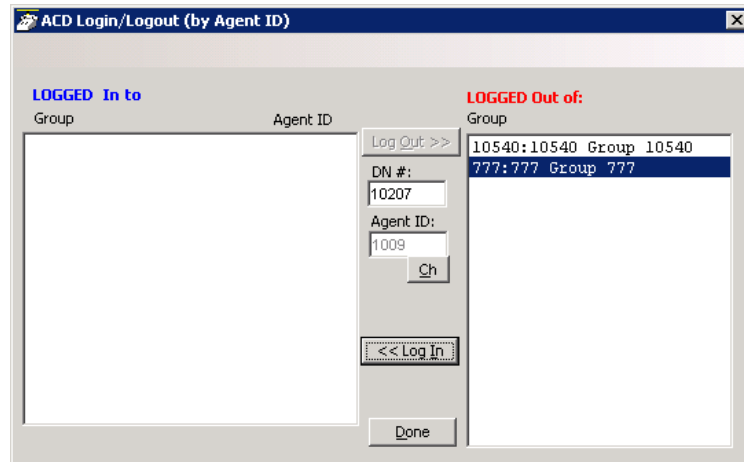 ACD Login/Logout (by Agent ID)
LOGGED In to
Group Agent ID
Log Out >>
DN #:
10207
Agent ID:
1009
Ch
<< Log In
Done
LOGGED Out of:
Group
10540:10540 Group 10540
777:777 Group 777